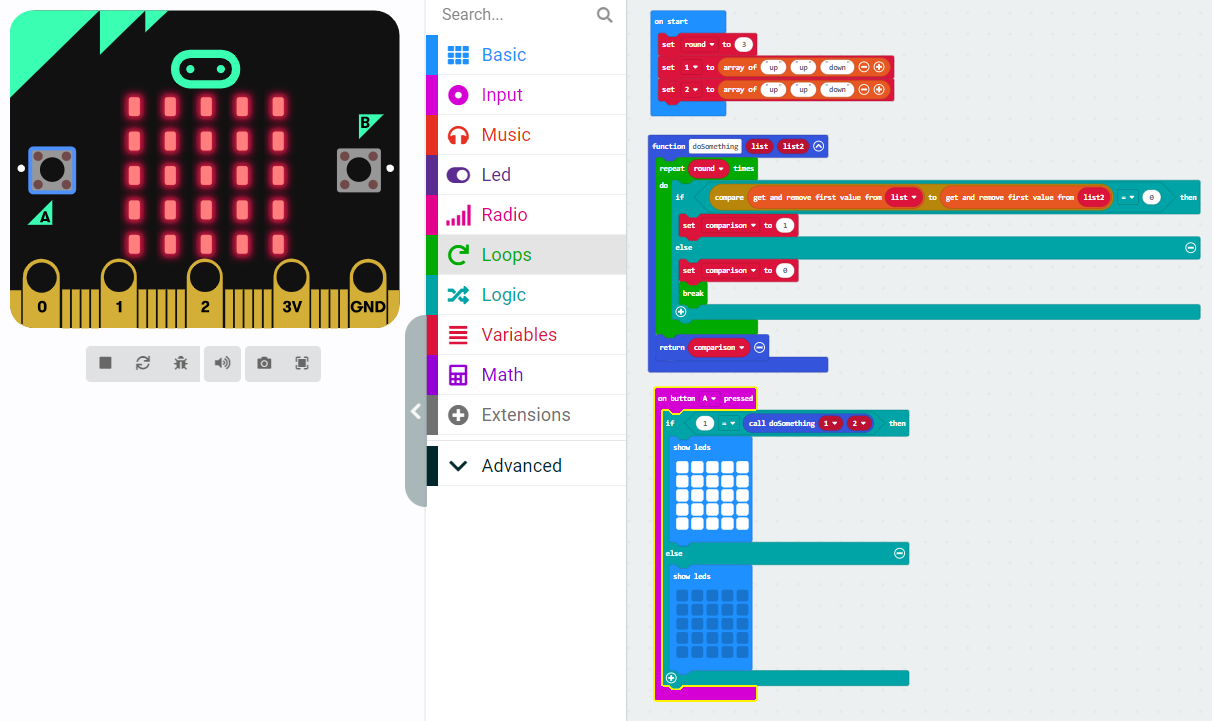 B
A
0 1 2 3V GND
Search...
Basic
Input
Music
Led
Radio
Loops
Logic
Variables
Math
Extensions
Advanced
on start
set round to 3
set 1 to array of "up" "up" "down"
set 2 to array of "up" "up" "down"
function doSomething list list2
repeat round times
do
if compare get and remove first value from list to get and remove first value from list2 = 0 then
set comparison to 1
else
set comparison to 0
break
return comparison
on button A pressed
if 1 = call doSomething 1 2 then
show leds
else
show leds